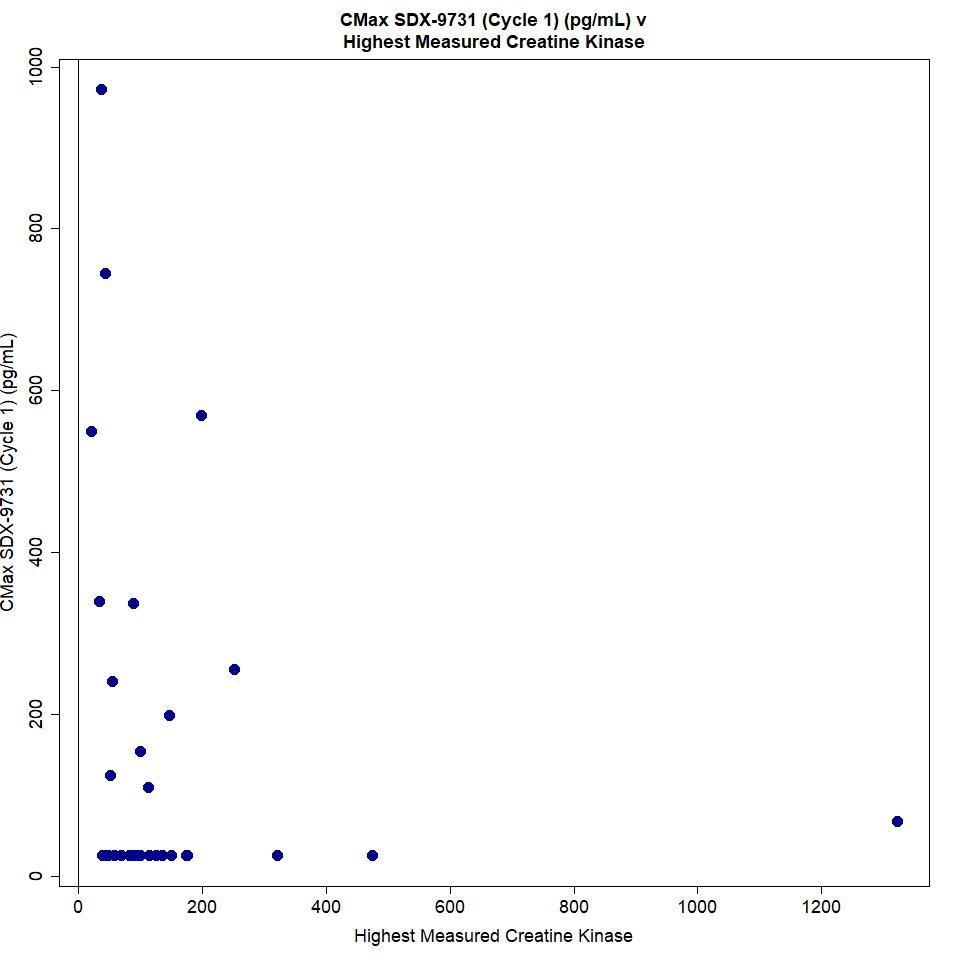 CMax SDX-9731 (Cycle 1) (pg/mL) v
Highest Measured Creatine Kinase
1000
800
600
400
200
0
CMax SDX-9731 (Cycle 1) (pg/mL)
0 200 400 600 800 1000 1200
Highest Measured Creatine Kinase